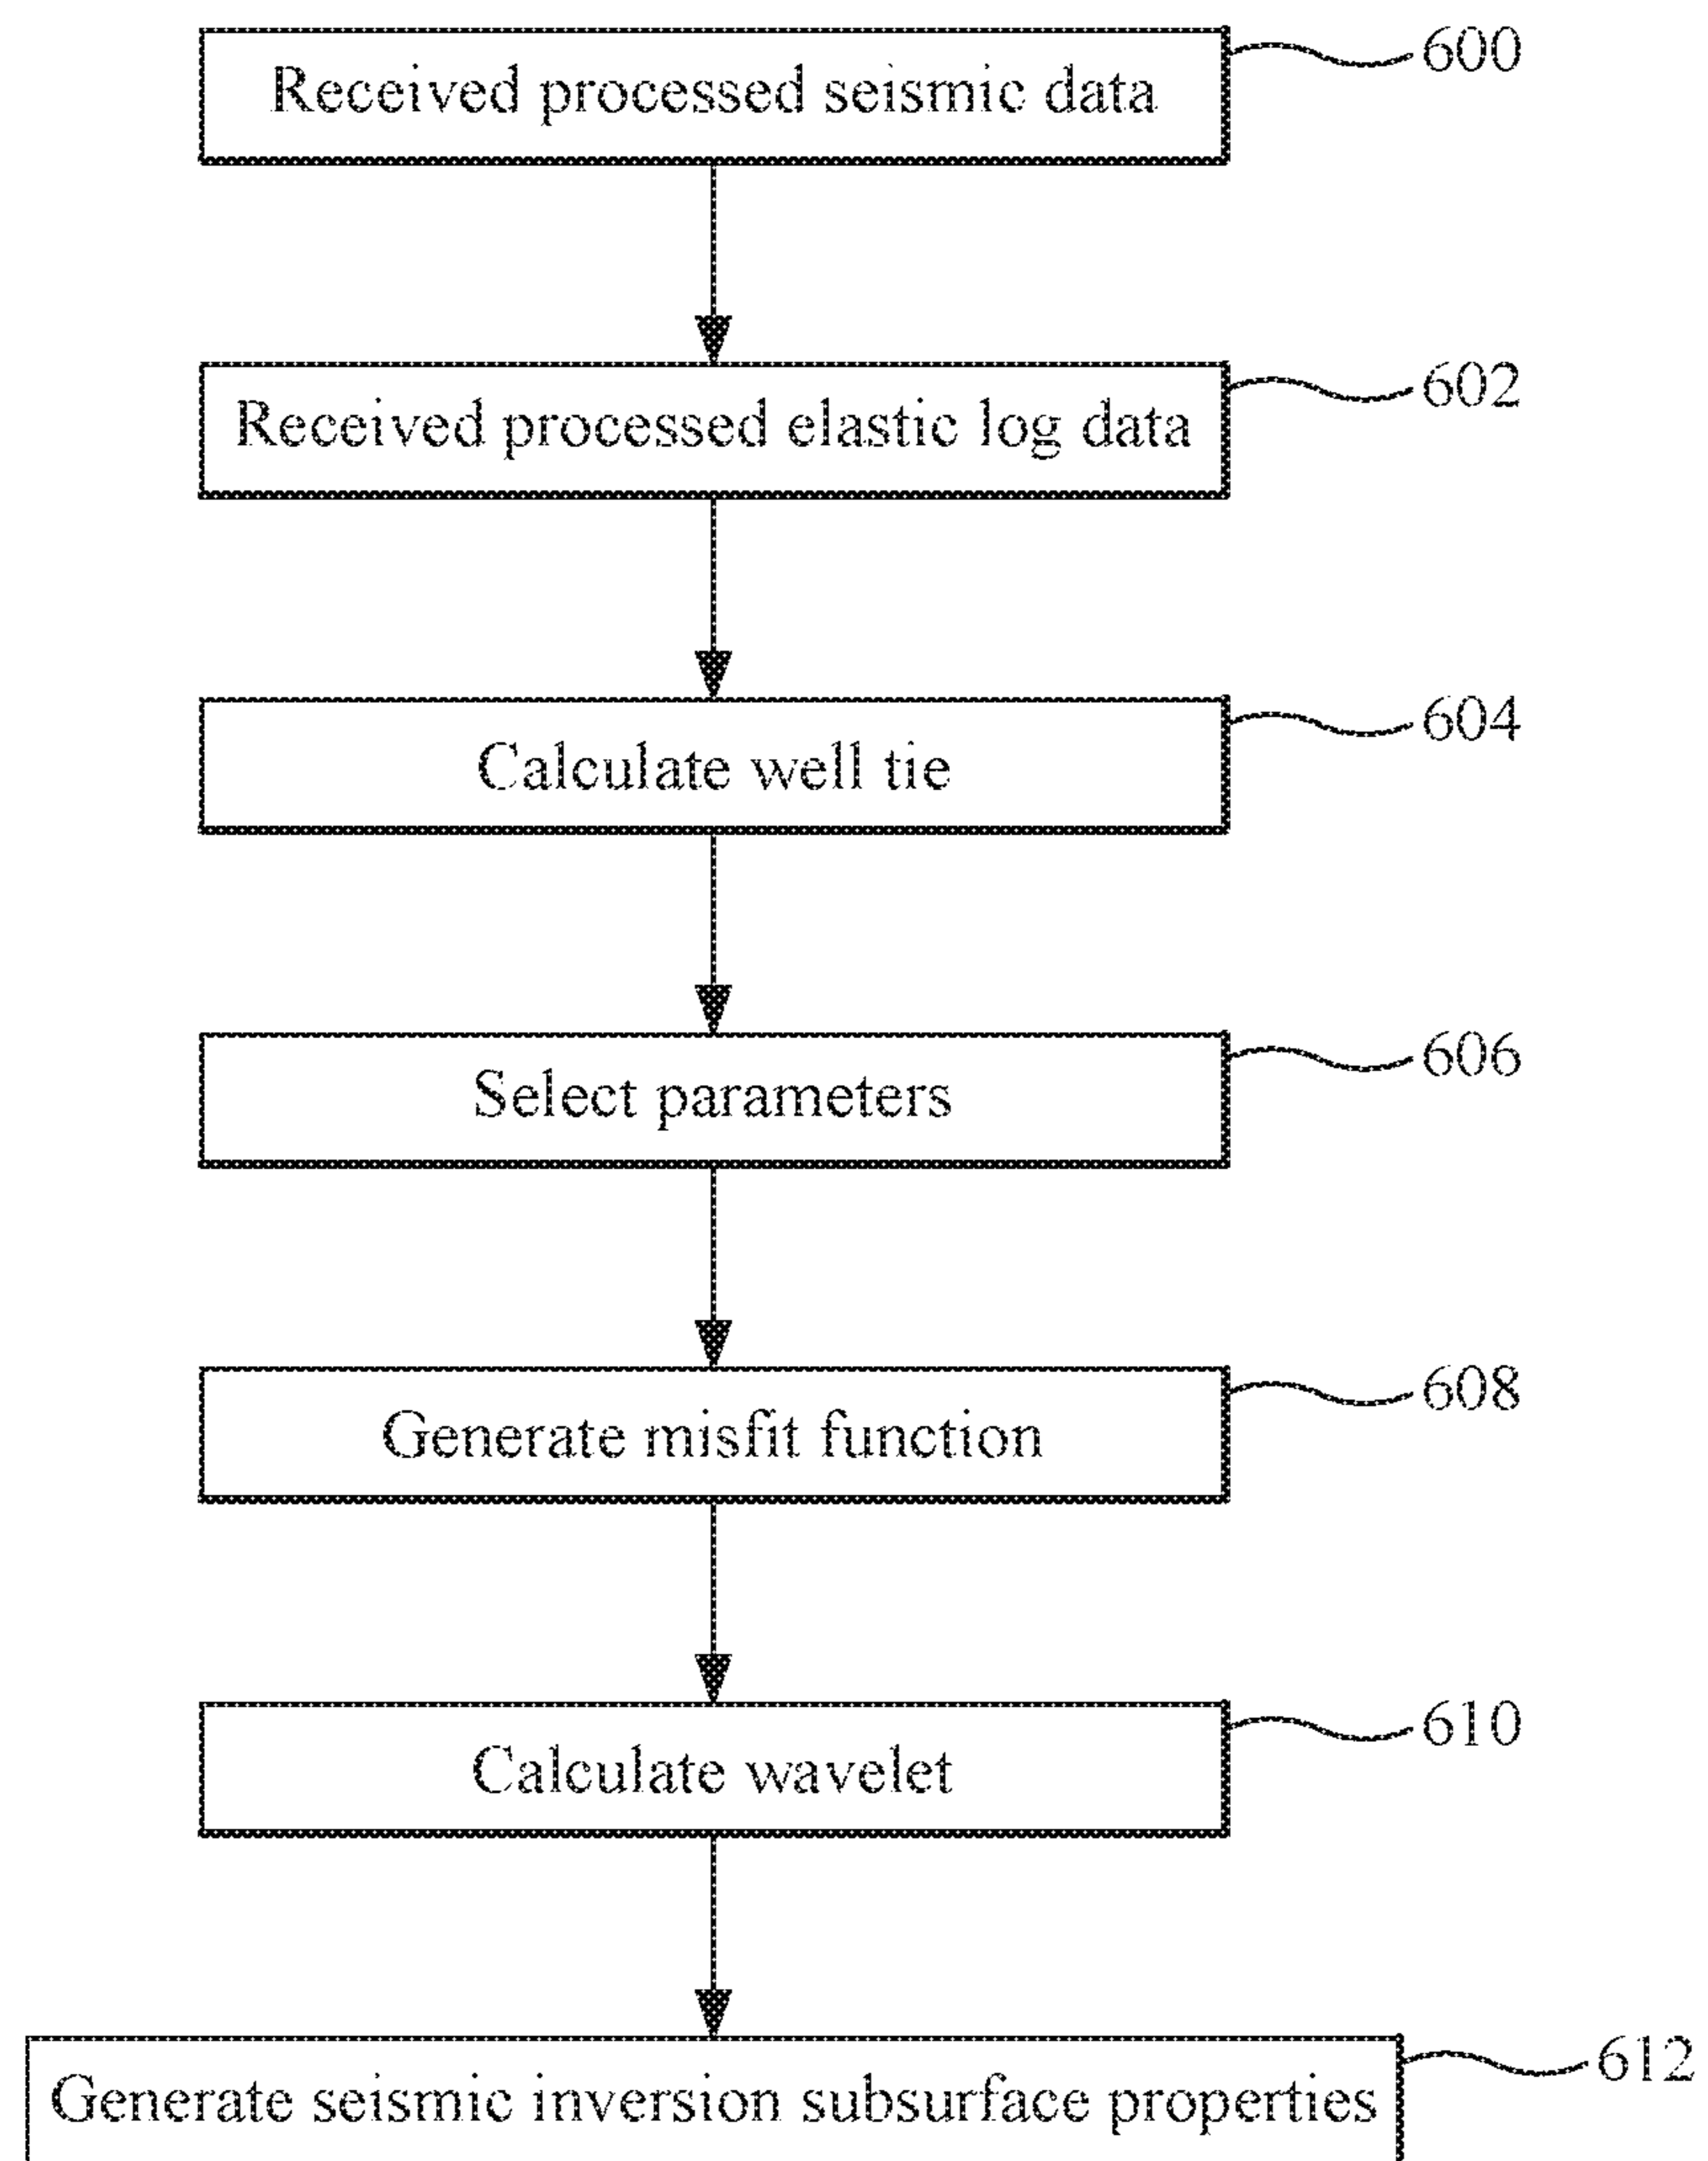 Received processed seismic data
600
Received processed elastic log data
602
Calculate well tie
604
Select parameters
606
Generate misfit function
608
Calculate wavelet
610
Generate seismic inversion subsurface properties
612